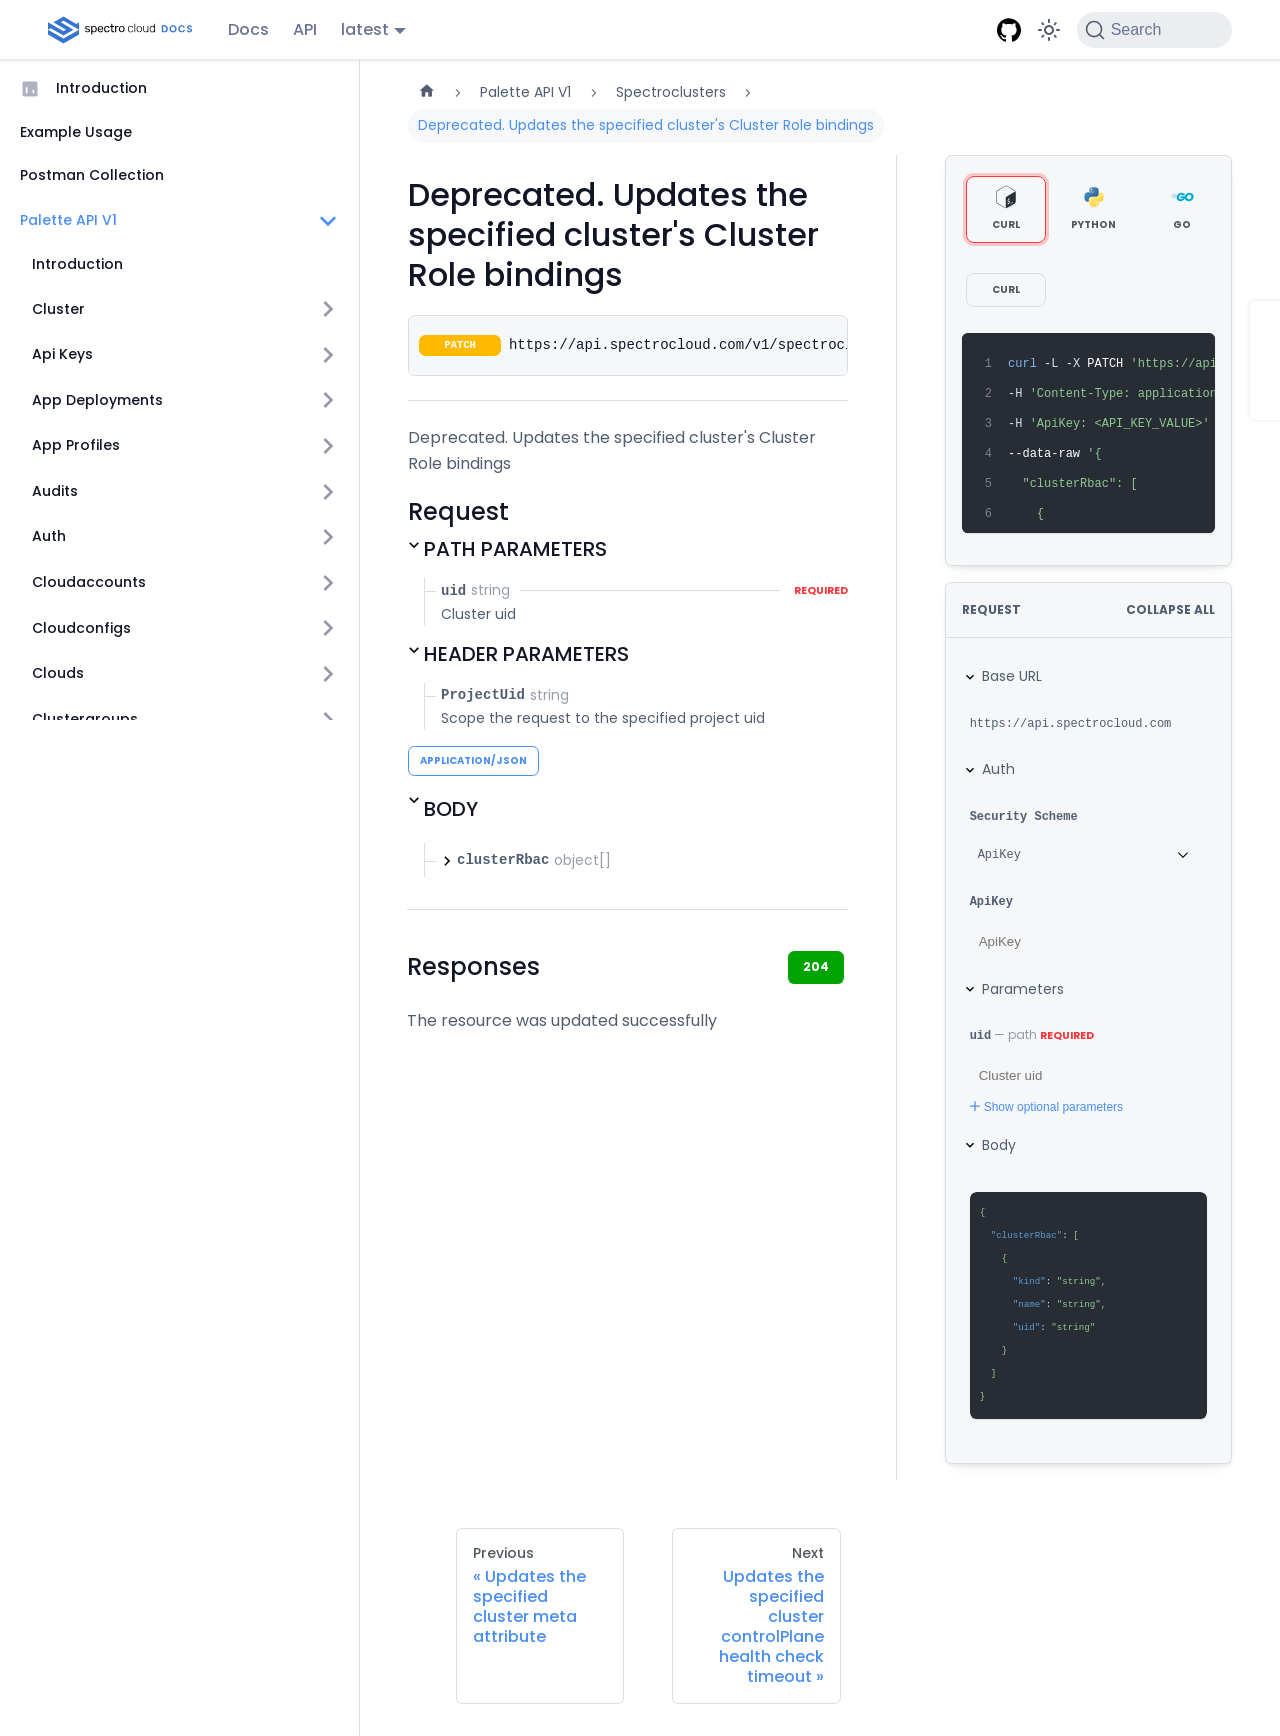 spectro cloud DOCS
Docs
API
latest
Search
Introduction
Example Usage
Postman Collection
Palette API V1
Introduction
Cluster
Api Keys
App Deployments
App Profiles
Audits
Auth
Cloudaccounts
Cloudconfigs
Clouds
Clustergroups
Palette API V1
Spectroclusters
Deprecated. Updates the specified cluster's Cluster Role bindings
Deprecated. Updates the
specified cluster's Cluster
Role bindings
PATCH https://api.spectrocloud.com/v1/spectrocl
Deprecated. Updates the specified cluster's Cluster
Role bindings
Request
PATH PARAMETERS
uid string REQUIRED
Cluster uid
HEADER PARAMETERS
ProjectUid string
Scope the request to the specified project uid
APPLICATION/JSON
BODY
clusterRbac object[]
Responses
204
The resource was updated successfully
CURL
PYTHON
GO
CURL
1 curl -L -X PATCH 'https://api
2 -H 'Content-Type: application
3 -H 'ApiKey: <API_KEY_VALUE>'
4 --data-raw '{
5 "clusterRbac": [
6 {
REQUEST
COLLAPSE ALL
Base URL
https://api.spectrocloud.com
Auth
Security Scheme
ApiKey
ApiKey
ApiKey
Parameters
uid — path REQUIRED
Cluster uid
Show optional parameters
Body
{
"clusterRbac": [
{
"kind": "string",
"name": "string",
"uid": "string"
}
]
}
Previous
« Updates the
specified
cluster meta
attribute
Next
Updates the
specified
cluster
controlPlane
health check
timeout »